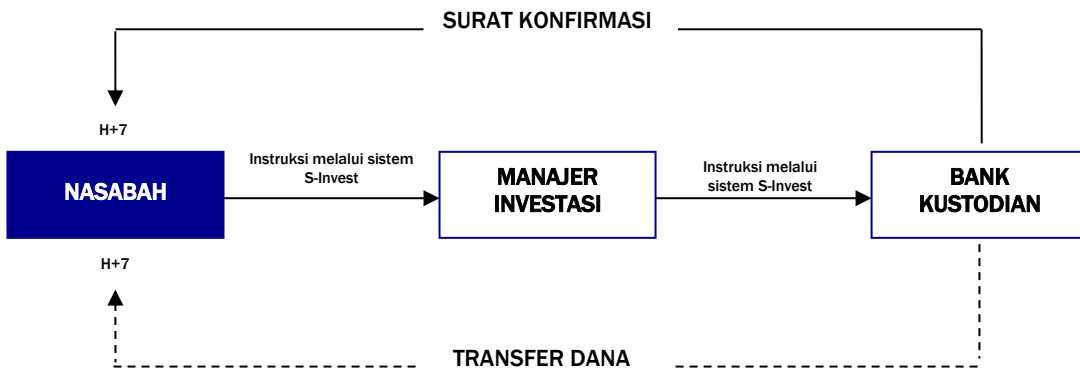 SURAT KONFIRMASI
H+7
NASABAH
Instruksi melalui sistem
S-Invest
MANAJER
INVESTASI
Instruksi melalui
sistem S-Invest
BANK
KUSTODIAN
H+7
TRANSFER DANA